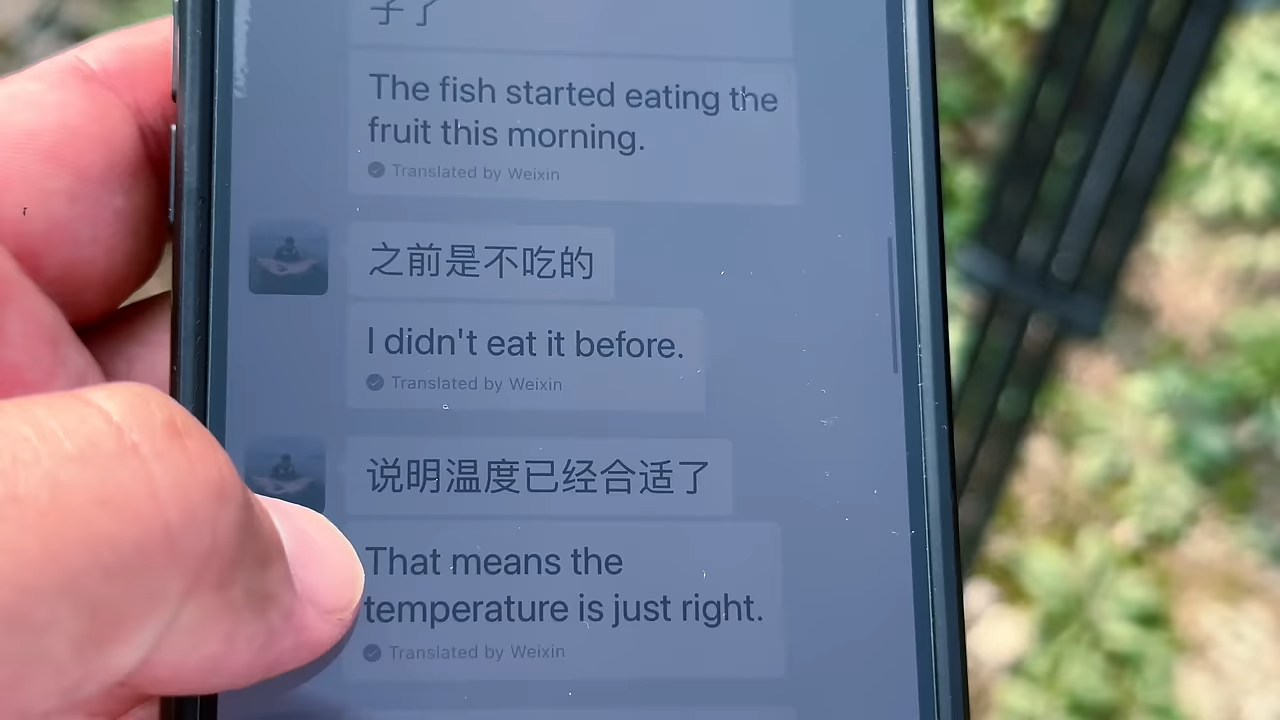 子了
The fish started eating the
fruit this morning.
Translated by Weixin
之前是不吃的
I didn't eat it before.
Translated by Weixin
说明温度已经合适了
That means the
temperature is just right.
Translated by Weixin